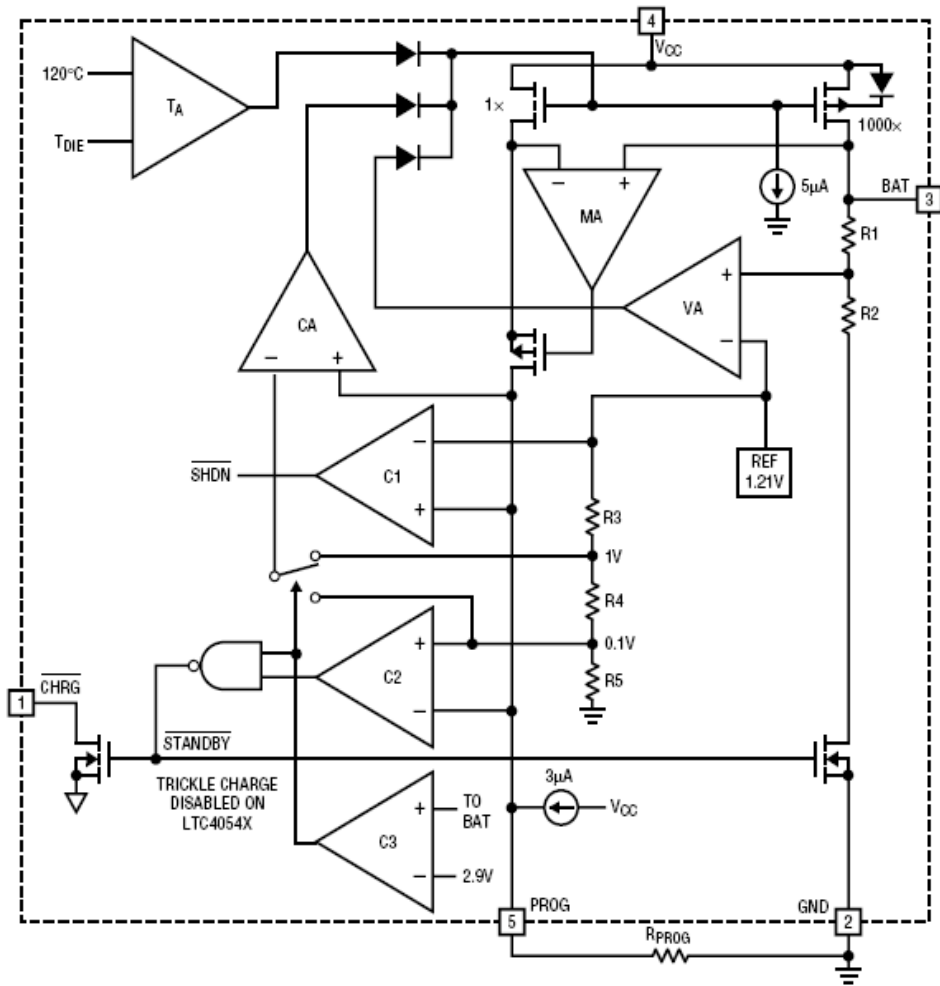 4
VCC
120°C
TA
TDIE
1×
1000×
5µA
BAT
3
− +
MA
R1
+
VA
−
R2
CA
− +
REF
1.21V
−
SHDN
C1
+
R3
1V
R4
0.1V
+
C2
−
R5
CHRG
1
STANDBY
TRICKLE CHARGE
DISABLED ON
LTC4054X
3µA
VCC
+
TO
BAT
C3
−
2.9V
PROG
5
GND
2
RPROG